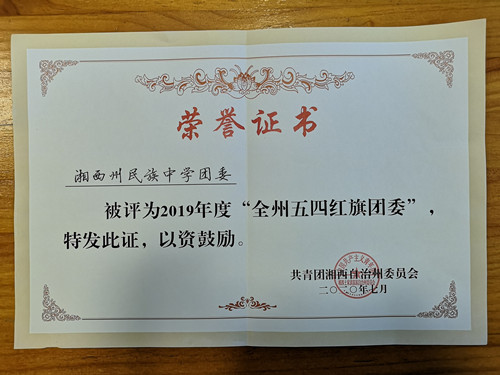 荣誉证书
湘西州民族中学团委
被评为2019年度“全州五四红旗团委”，
特发此证，以资鼓励。
共青团湘西自治州委员会
二〇二〇年七月